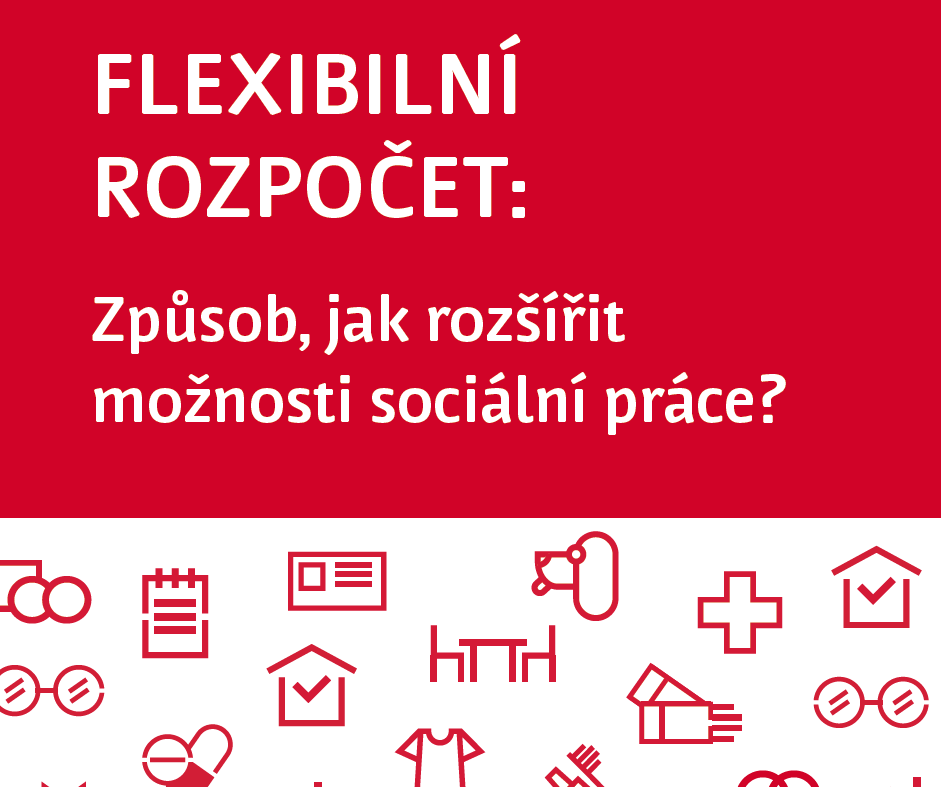 FLEXIBILNÍ
ROZPOČET:
Způsob, jak rozšířit
možnosti sociální práce?